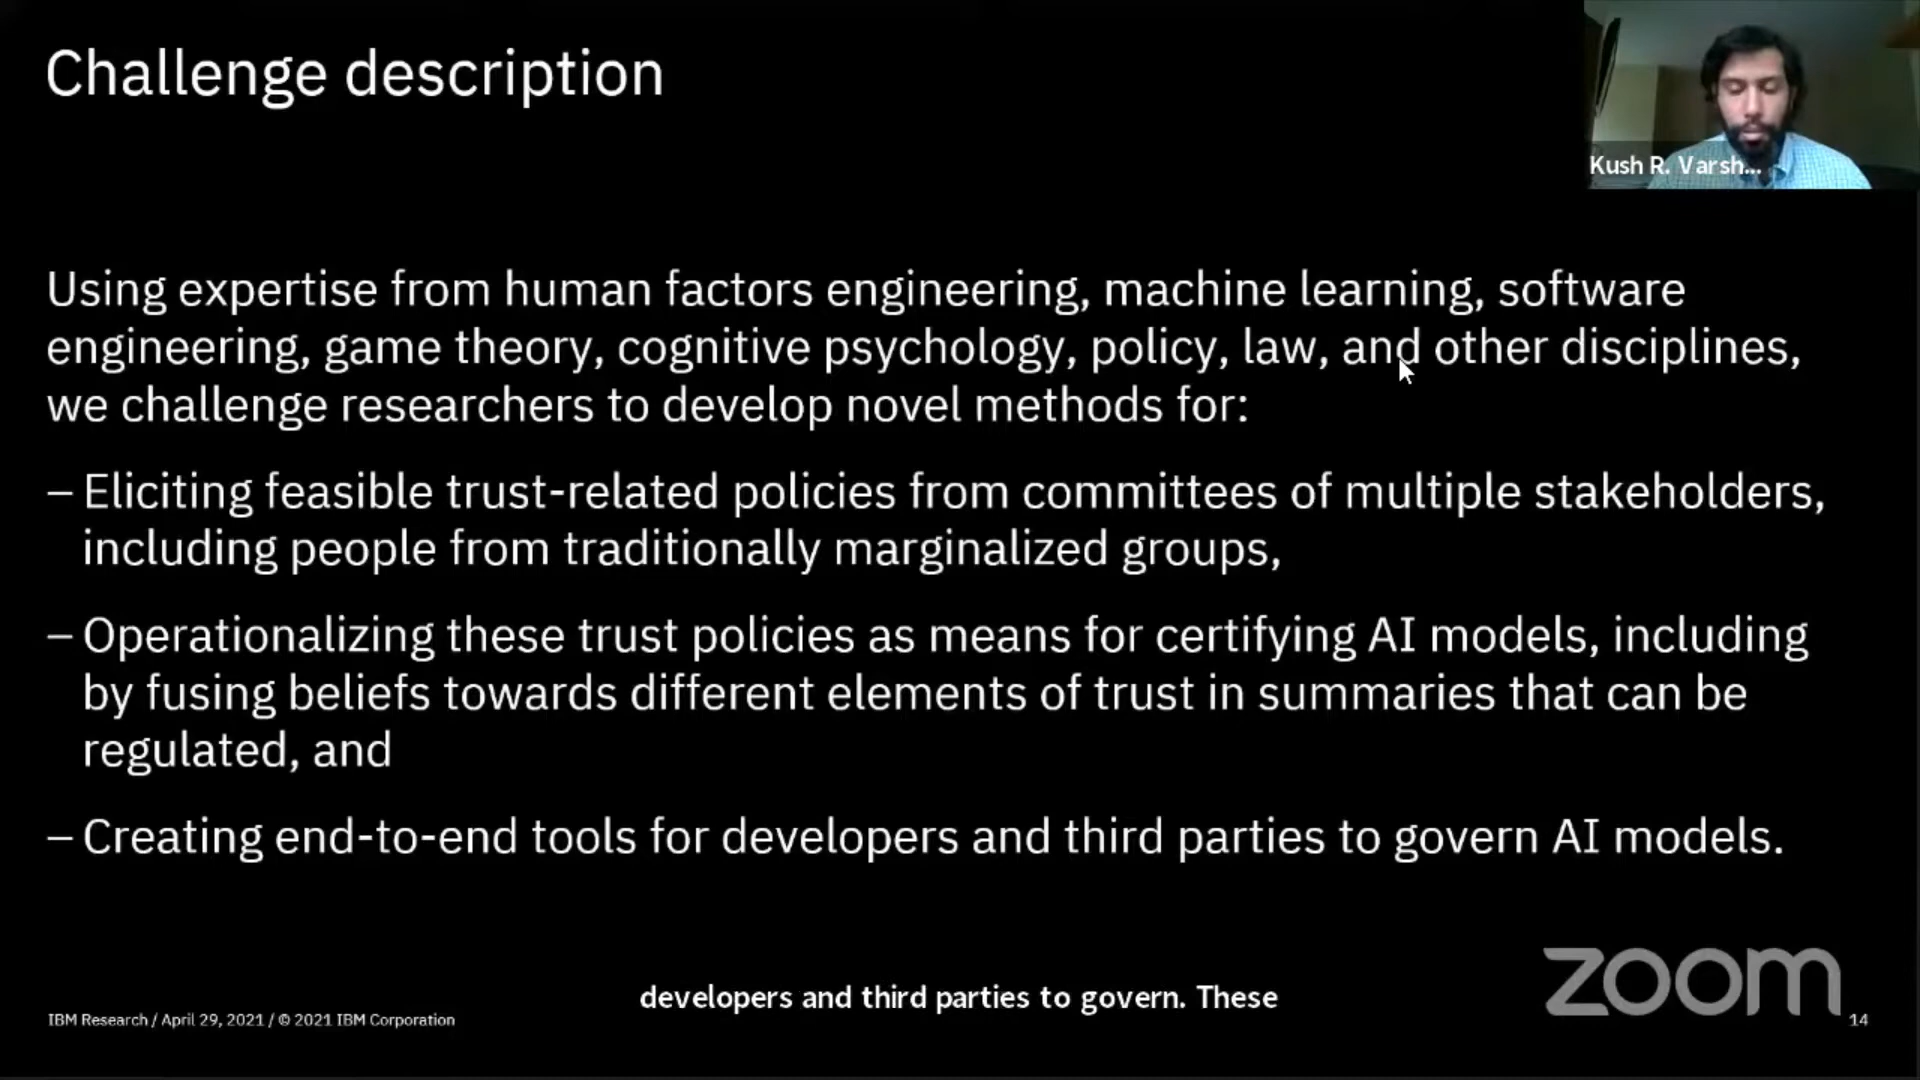 Challenge description
Kush R. Varsh...
Using expertise from human factors engineering, machine learning, software
engineering, game theory, cognitive psychology, policy, law, and other disciplines,
we challenge researchers to develop novel methods for:
– Eliciting feasible trust-related policies from committees of multiple stakeholders,
including people from traditionally marginalized groups,
– Operationalizing these trust policies as means for certifying AI models, including
by fusing beliefs towards different elements of trust in summaries that can be
regulated, and
– Creating end-to-end tools for developers and third parties to govern AI models.
developers and third parties to govern. These
zoom
IBM Research / April 29, 2021 / © 2021 IBM Corporation
14